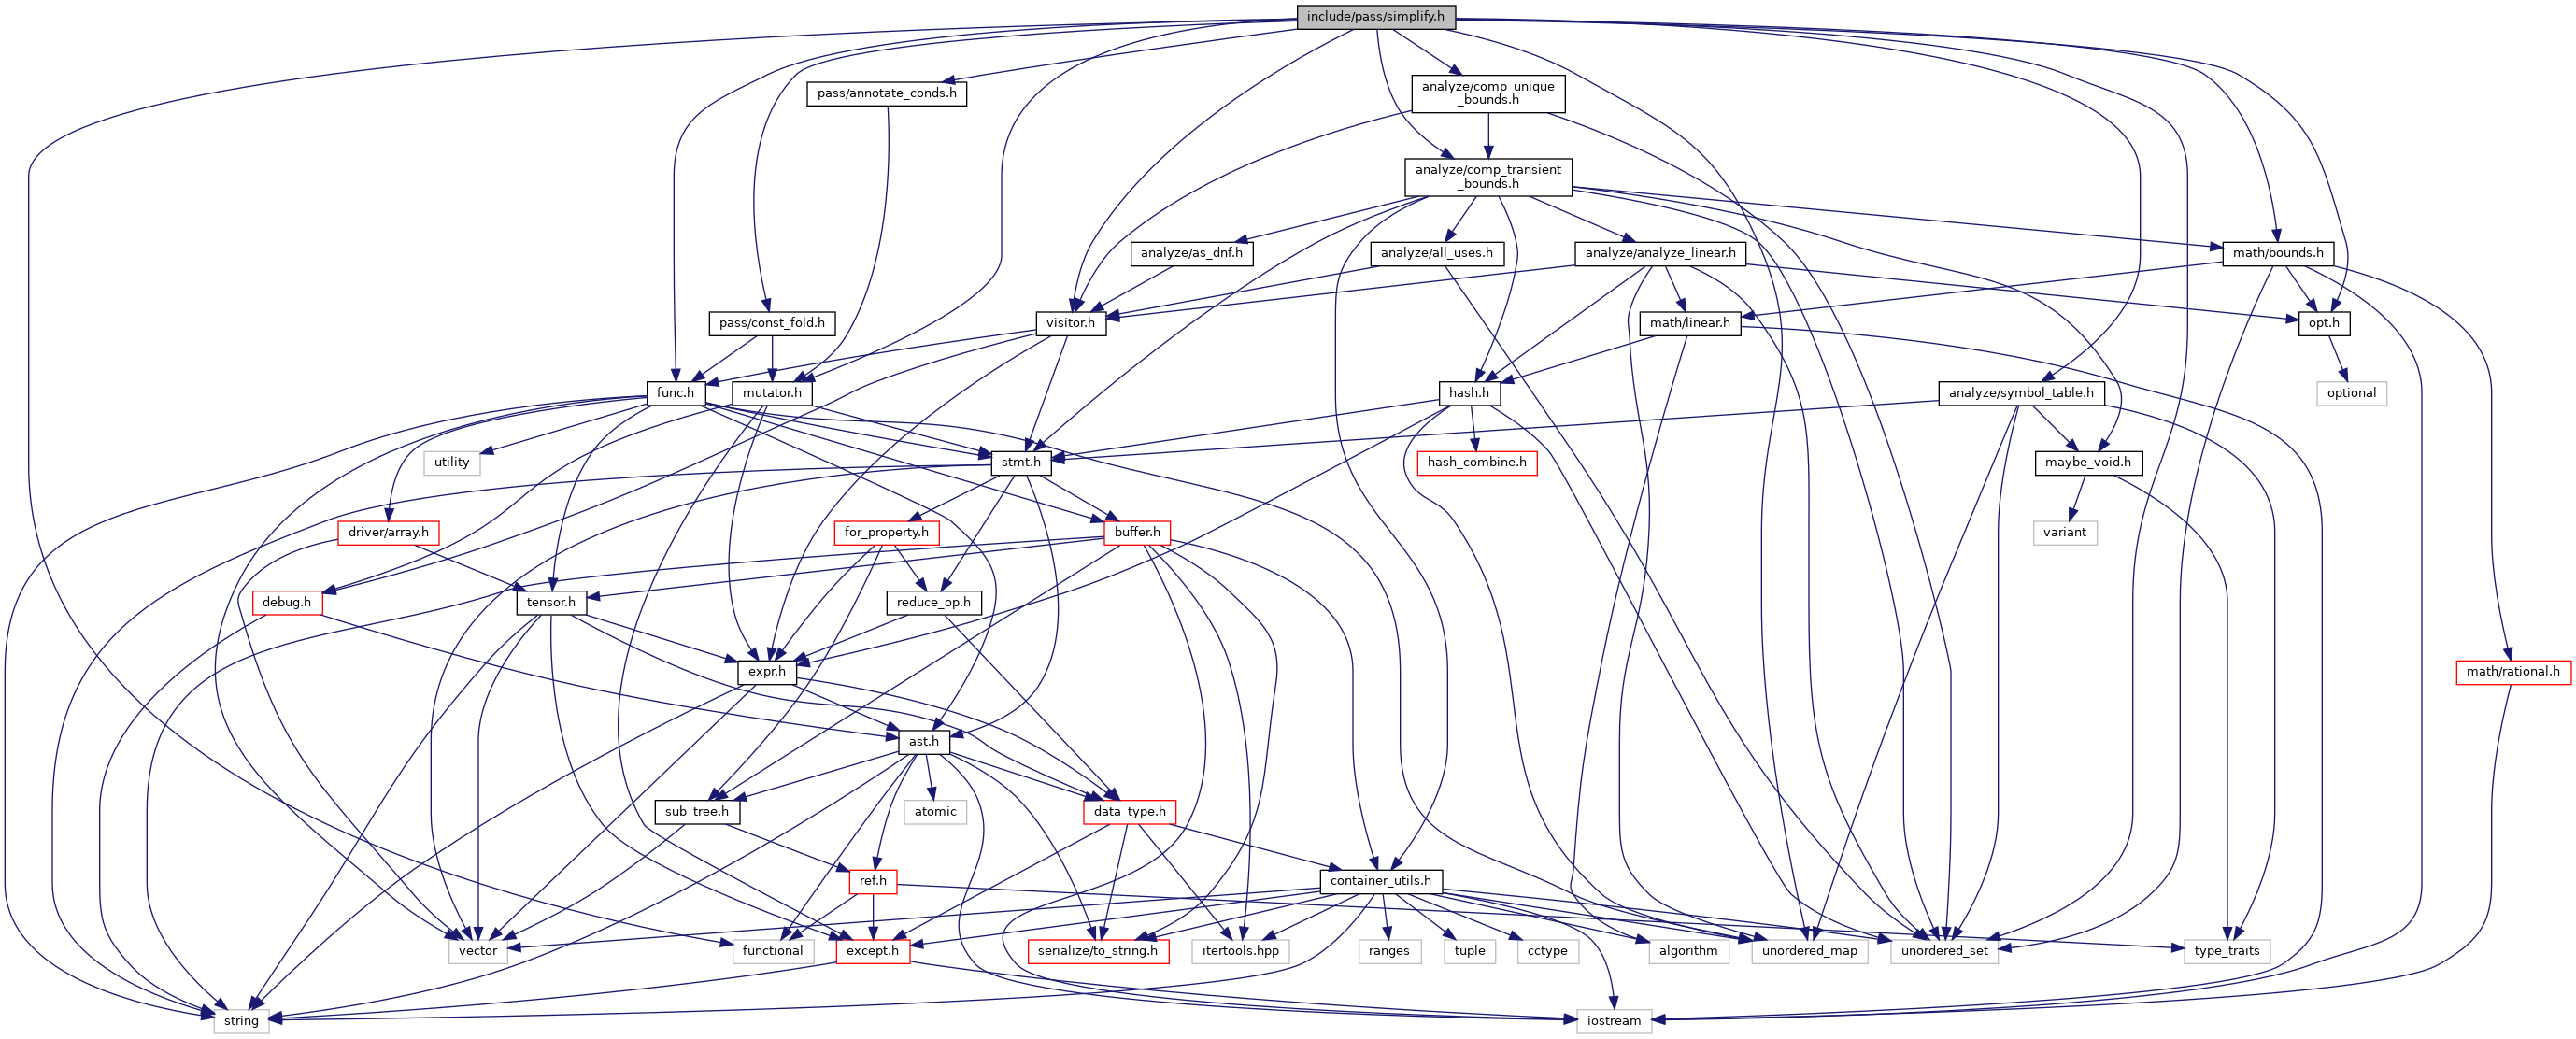 include/pass/simplify.h
pass/annotate_conds.h
analyze/comp_unique
_bounds.h
analyze/comp_transient
_bounds.h
analyze/as_dnf.h
analyze/all_uses.h
analyze/analyze_linear.h
math/bounds.h
pass/const_fold.h
visitor.h
math/linear.h
opt.h
func.h
mutator.h
hash.h
analyze/symbol_table.h
optional
utility
stmt.h
hash_combine.h
maybe_void.h
driver/array.h
for_property.h
buffer.h
variant
debug.h
tensor.h
reduce_op.h
expr.h
math/rational.h
ast.h
sub_tree.h
atomic
data_type.h
ref.h
container_utils.h
vector
functional
except.h
serialize/to_string.h
itertools.hpp
ranges
tuple
cctype
algorithm
unordered_map
unordered_set
type_traits
string
iostream